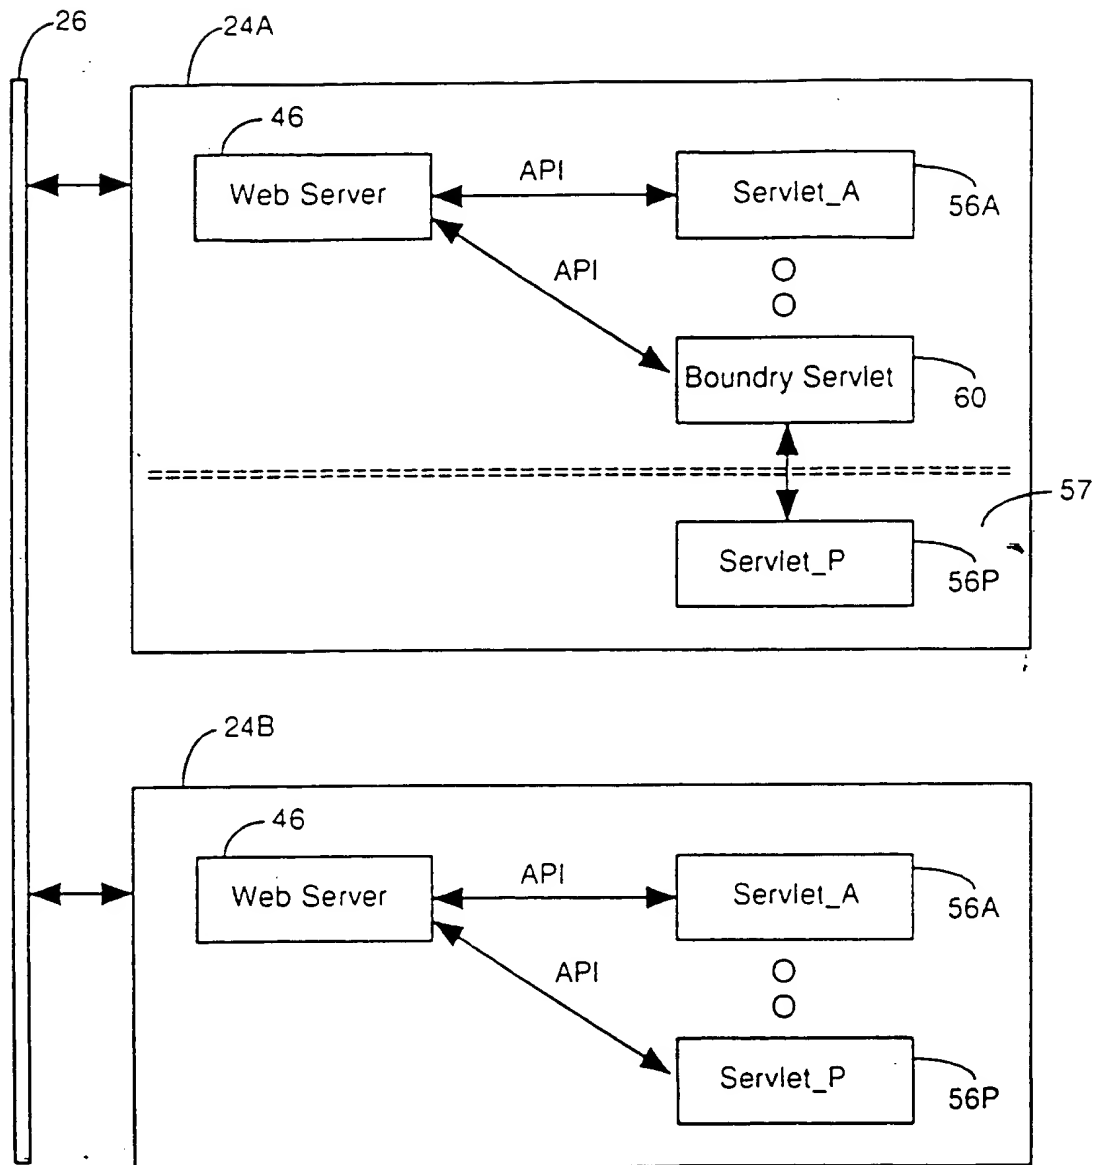 26
24A
46
Web Server
API
Servlet_A
56A
API
Boundry Servlet
60
57
Servlet_P
56P
24B
46
Web Server
API
Servlet_A
56A
API
Servlet_P
56P